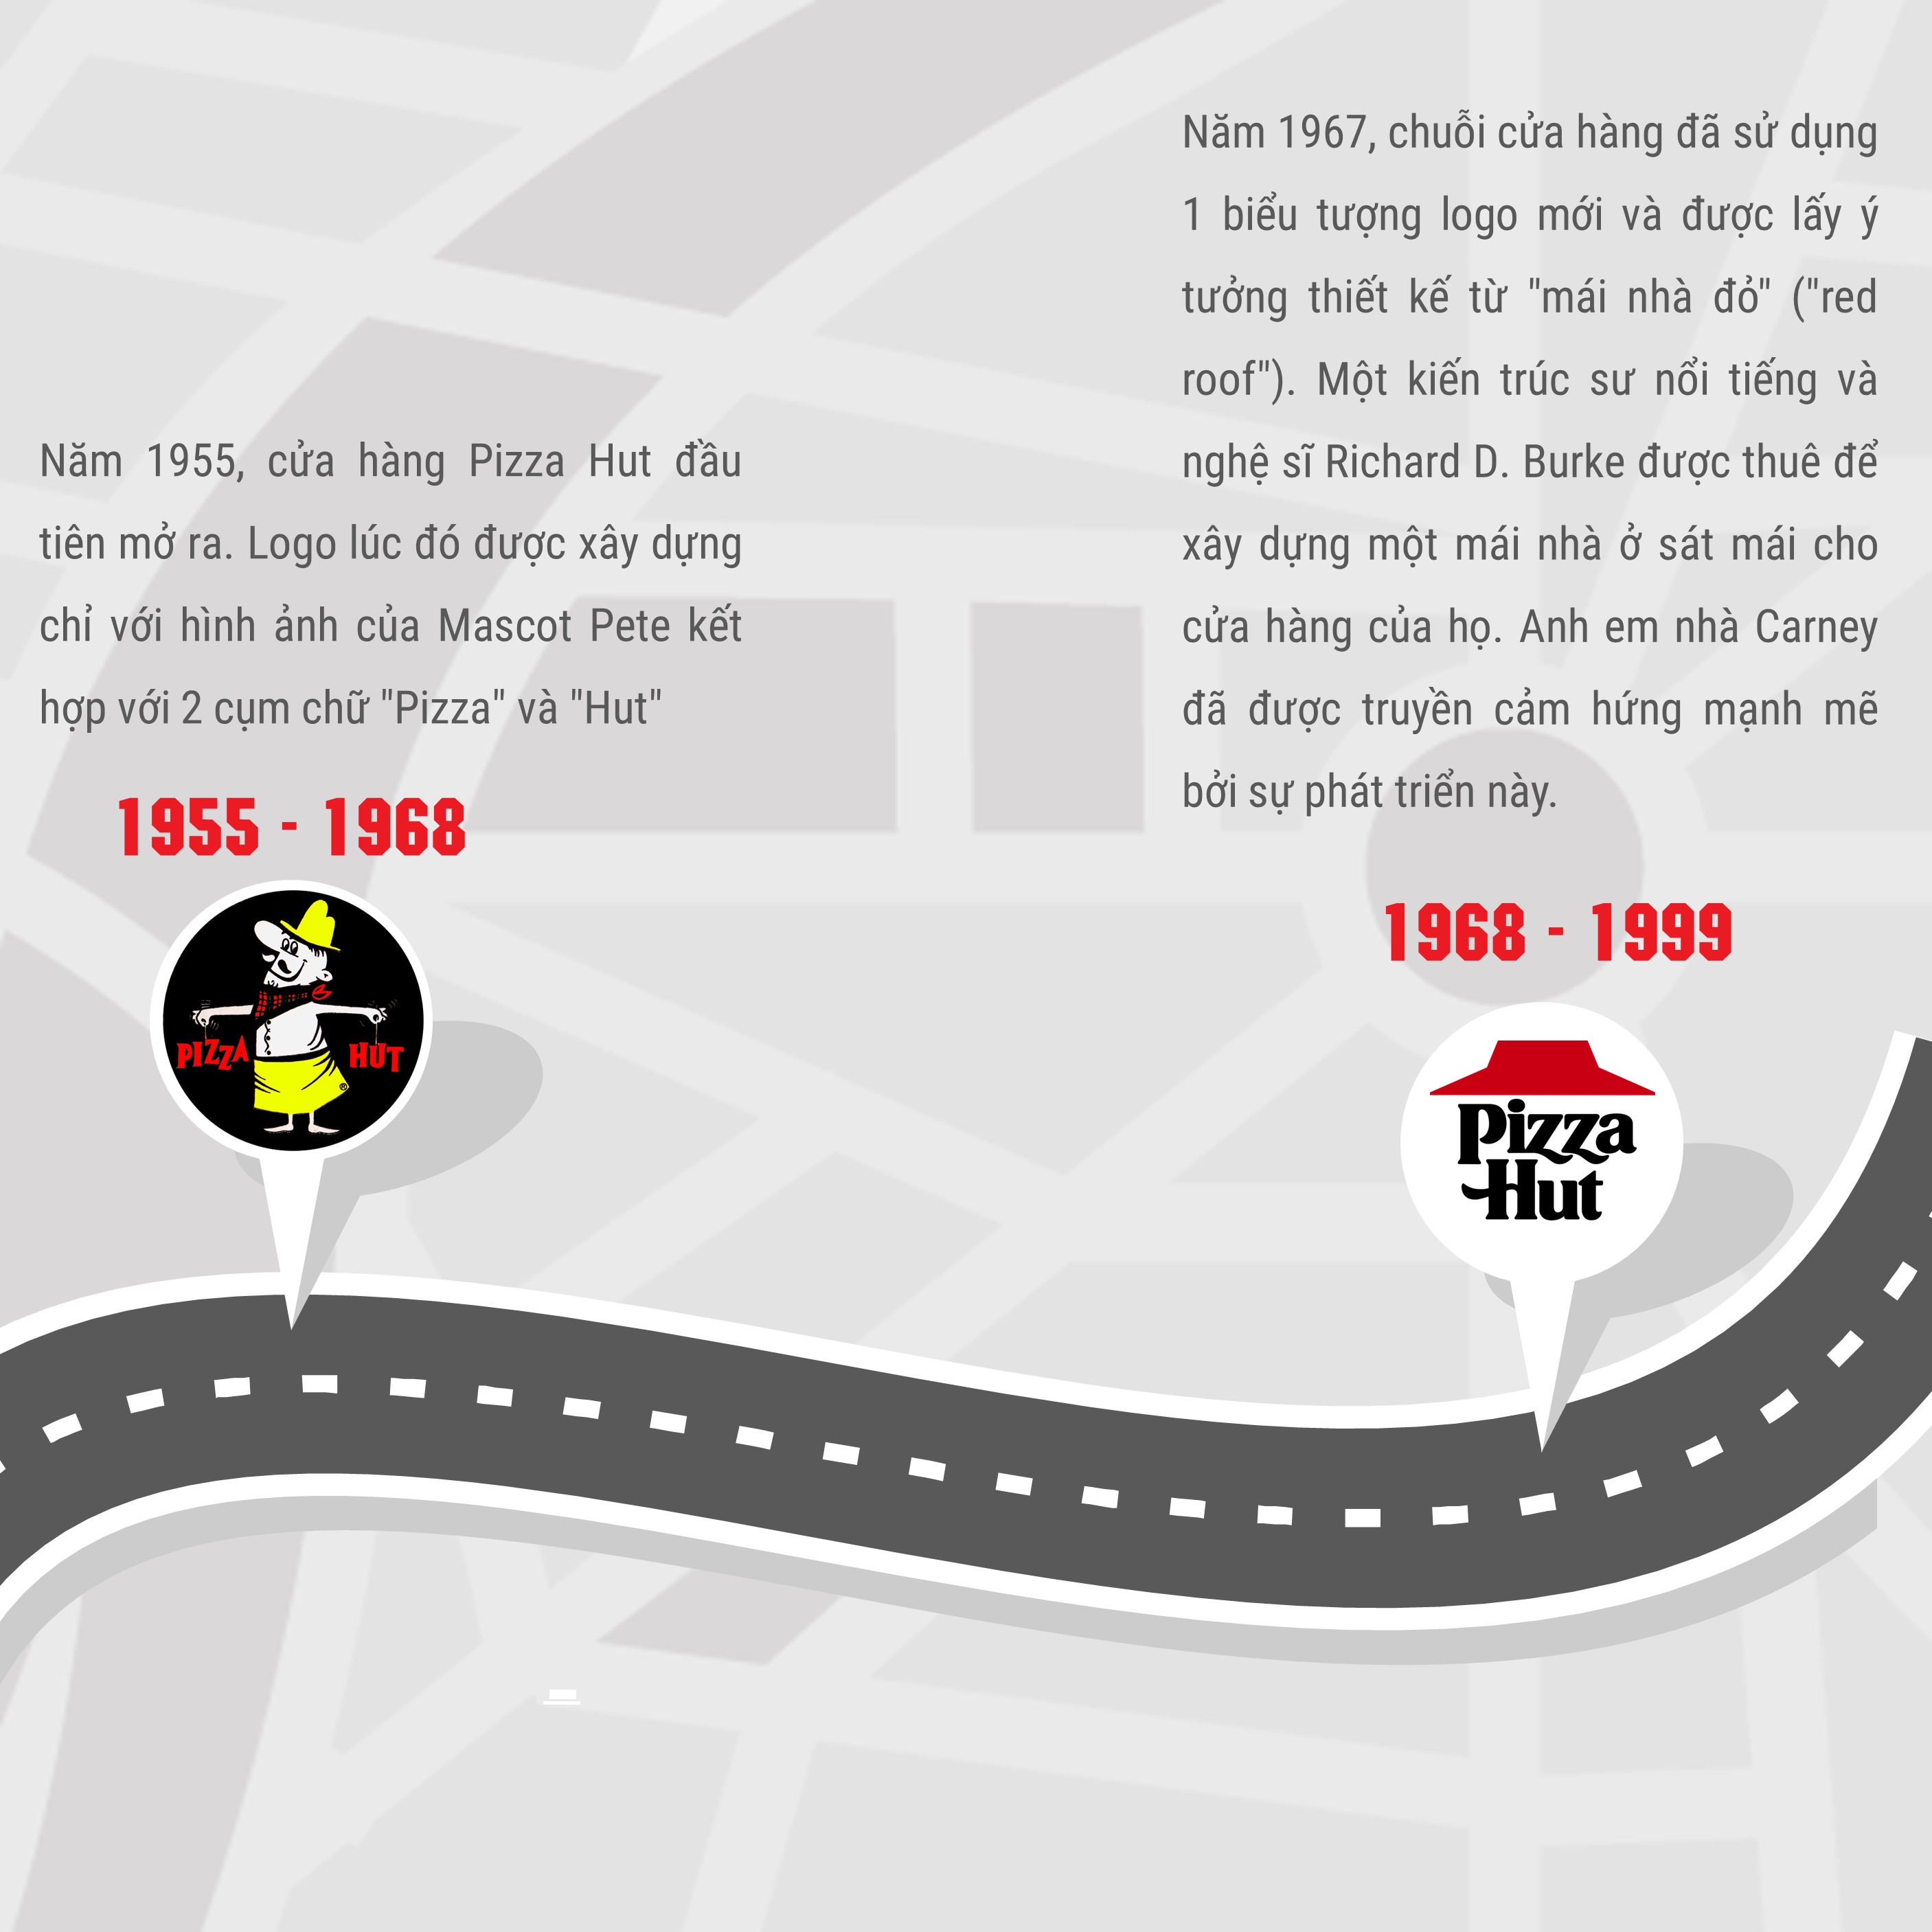 Năm 1955, cửa hàng Pizza Hut đầu
tiên mở ra. Logo lúc đó được xây dựng
chỉ với hình ảnh của Mascot Pete kết
hợp với 2 cụm chữ "Pizza" và "Hut"
1955 - 1968
PIZZA HUT
®
Năm 1967, chuỗi cửa hàng đã sử dụng
1 biểu tượng logo mới và được lấy ý
tưởng thiết kế từ "mái nhà đỏ" ("red
roof"). Một kiến trúc sư nổi tiếng và
nghệ sĩ Richard D. Burke được thuê để
xây dựng một mái nhà ở sát mái cho
cửa hàng của họ. Anh em nhà Carney
đã được truyền cảm hứng mạnh mẽ
bởi sự phát triển này.
1968 - 1999
Pizza
Hut